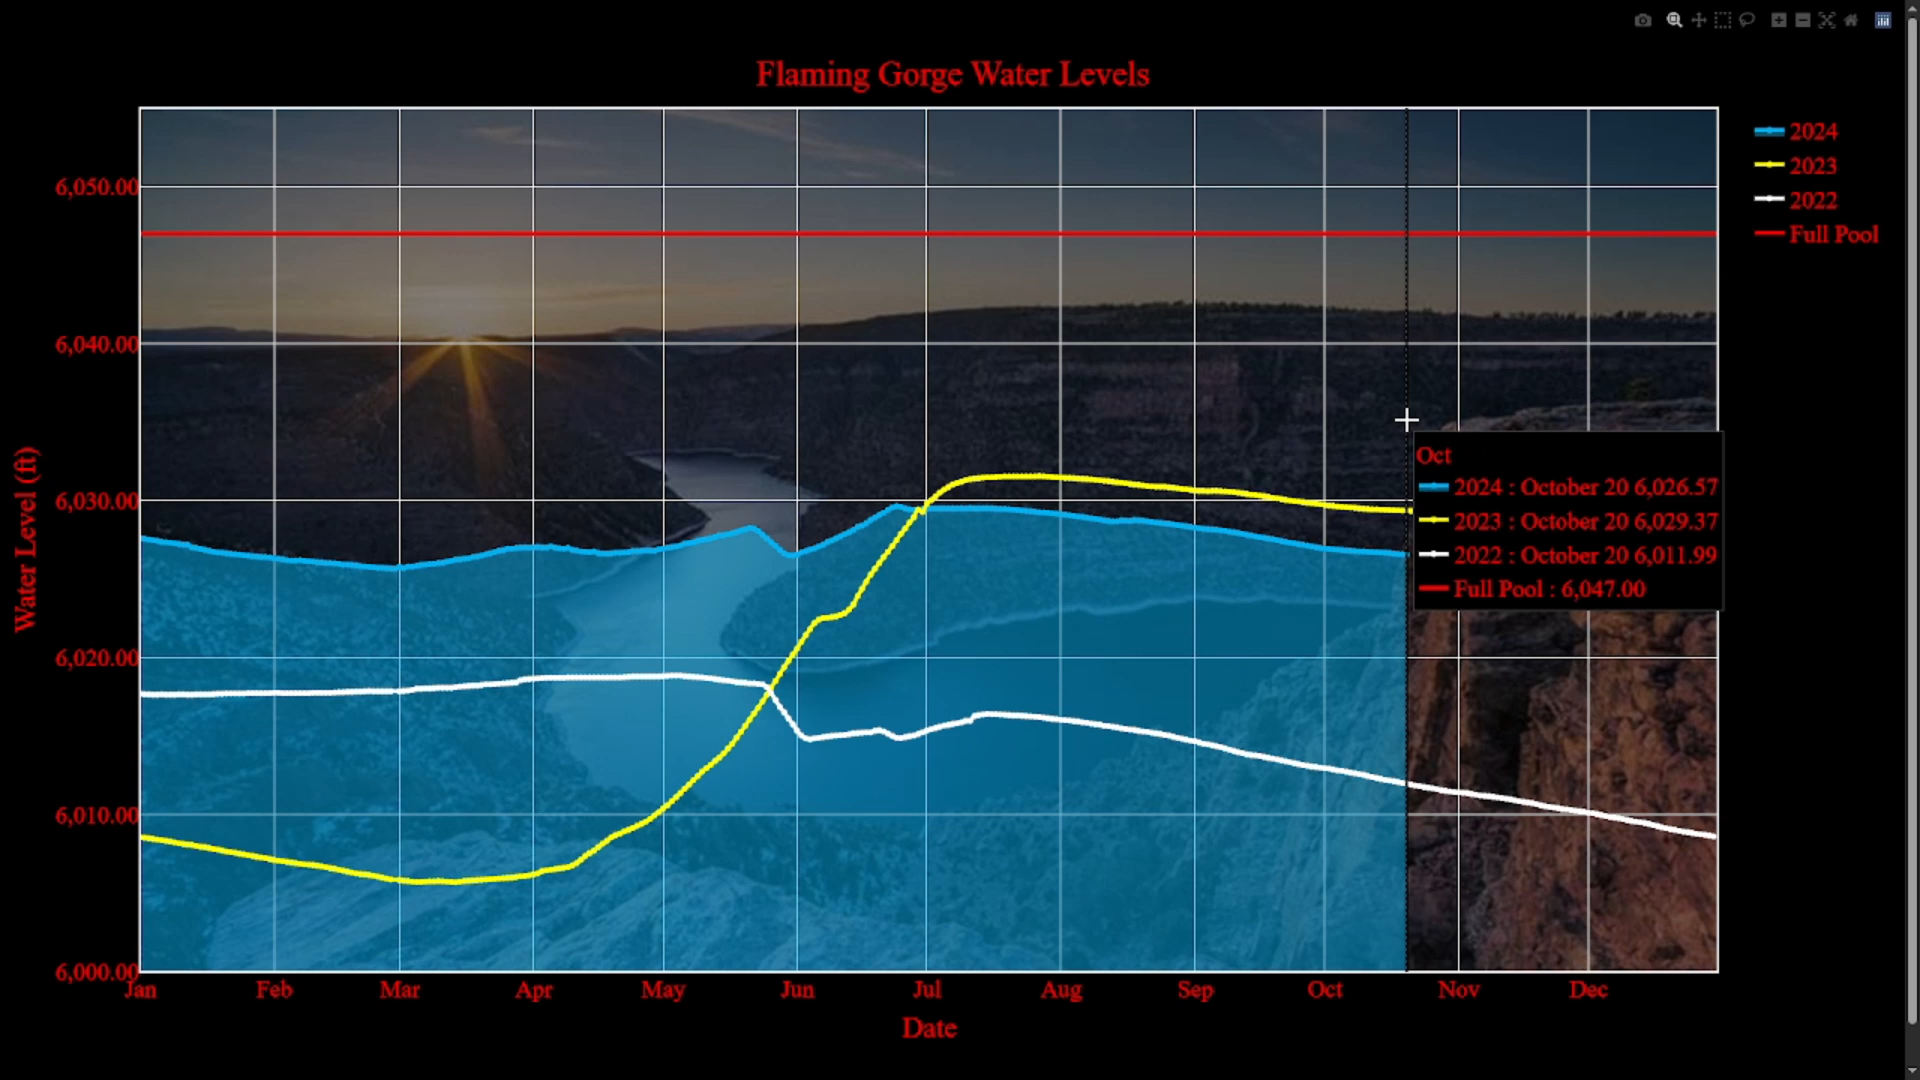 Flaming Gorge Water Levels
2024
2023
2022
Full Pool
6,050.00
6,040.00
6,030.00
6,020.00
6,010.00
6,000.00
Water Level (ft)
Oct
2024 : October 20 6,026.57
2023 : October 20 6,029.37
2022 : October 20 6,011.99
Full Pool : 6,047.00
Jan Feb Mar Apr May Jun Jul Aug Sep Oct Nov Dec
Date